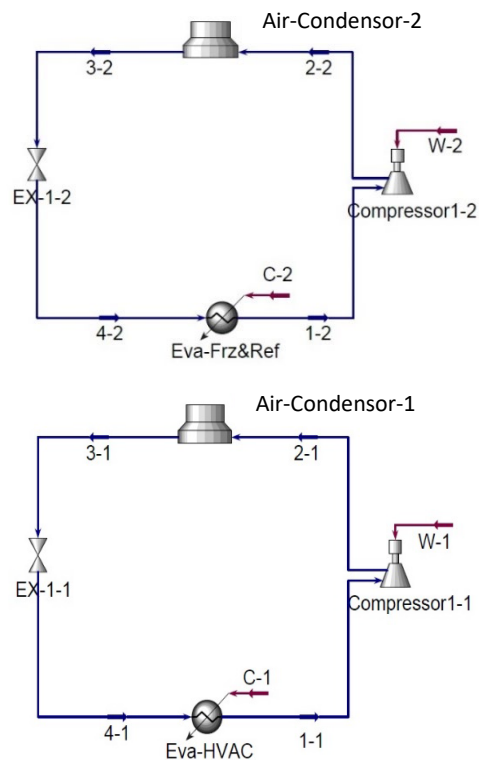 Air-Condensor-2
3-2
2-2
W-2
EX-1-2
Compressor1-2
C-2
4-2
1-2
Eva-Frz&Ref
Air-Condensor-1
3-1
2-1
W-1
EX-1-1
Compressor1-1
C-1
4-1
1-1
Eva-HVAC